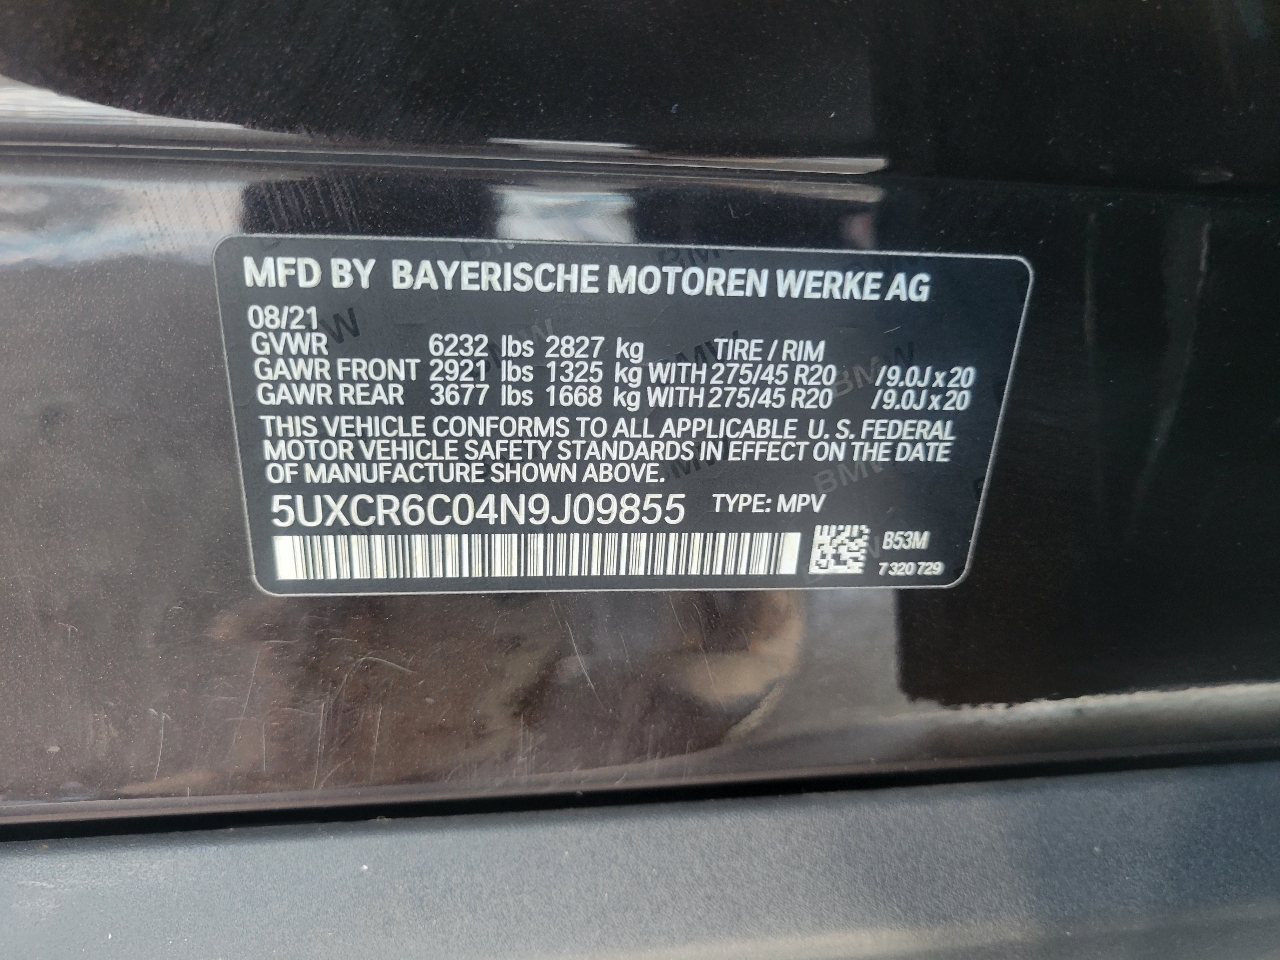 MFD BY BAYERISCHE MOTOREN WERKE AG
08/21
GVWR 6232 lbs 2827 kg TIRE / RIM
GAWR FRONT 2921 lbs 1325 kg WITH 275/45 R20 /9.0J x 20
GAWR REAR 3677 lbs 1668 kg WITH 275/45 R20 /9.0J x 20
THIS VEHICLE CONFORMS TO ALL APPLICABLE U. S. FEDERAL
MOTOR VEHICLE SAFETY STANDARDS IN EFFECT ON THE DATE
OF MANUFACTURE SHOWN ABOVE.
5UXCR6C04N9J09855 TYPE: MPV
B53M
7 320 729